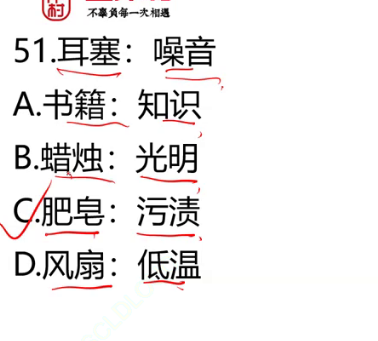 村
不辜负每一次相遇
51.耳塞：噪音
A.书籍：知识
B.蜡烛：光明
C.肥皂：污渍
D.风扇：低温